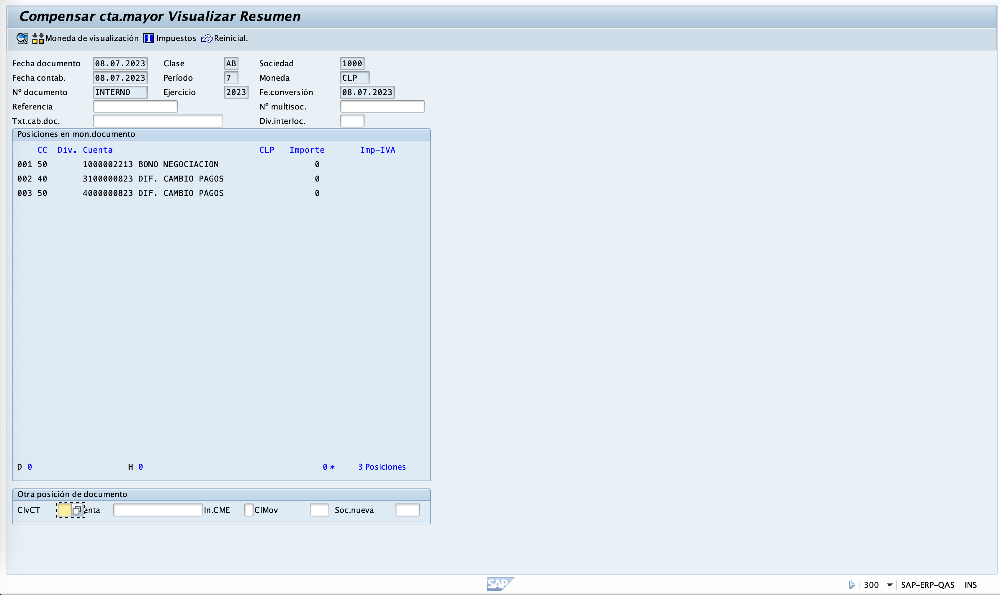 Compensar cta.mayor Visualizar Resumen
Moneda de visualización Impuestos Reinicial.
Fecha documento 08.07.2023 Clase AB Sociedad 1000
Fecha contab. 08.07.2023 Período 7 Moneda CLP
Nº documento INTERNO Ejercicio 2023 Fe.conversión 08.07.2023
Referencia Nº multisoc.
Txt.cab.doc. Div.interloc.
Posiciones en mon.documento
CC Div. Cuenta CLP Importe Imp-IVA
001 50 1000002213 BONO NEGOCIACION 0
002 40 3100000823 DIF. CAMBIO PAGOS 0
003 50 4000000823 DIF. CAMBIO PAGOS 0
D 0 H 0 0 * 3 Posiciones
Otra posición de documento
ClvCT enta In.CME ClMov Soc.nueva
SAP 300 SAP-ERP-QAS INS